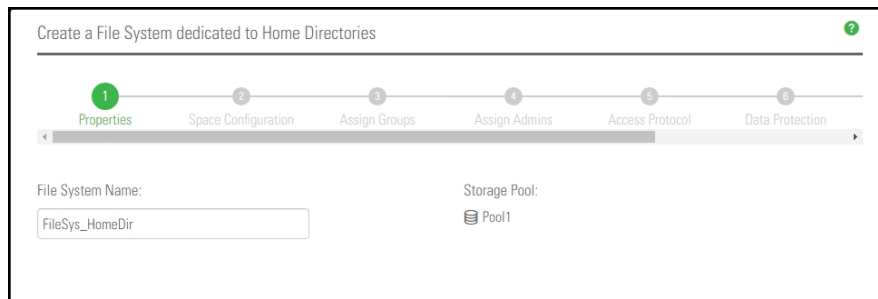 Create a File System dedicated to Home Directories
?
1 2 3 4 5 6
Properties Space Configuration Assign Groups Assign Admins Access Protocol Data Protection
File System Name: Storage Pool:
FileSys_HomeDir Pool1